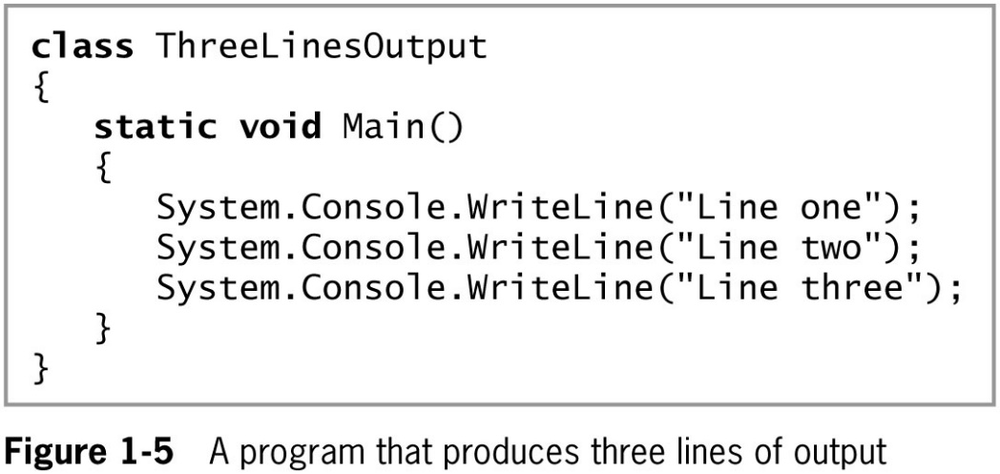 class ThreeLinesOutput
{
   static void Main()
   {
      System.Console.WriteLine("Line one");
      System.Console.WriteLine("Line two");
      System.Console.WriteLine("Line three");
   }
}
Figure 1-5 A program that produces three lines of output